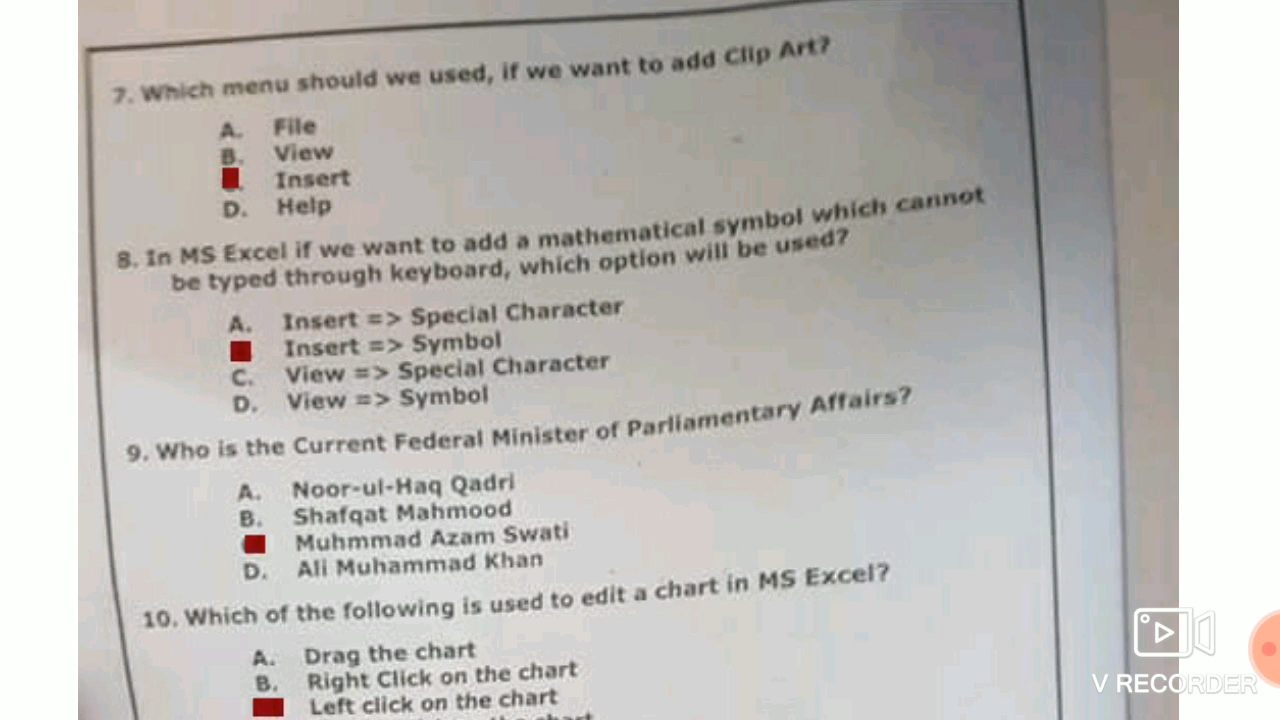 7. Which menu should we used, if we want to add Clip Art?
A. File
B. View
Insert
D. Help
8. In MS Excel if we want to add a mathematical symbol which cannot
be typed through keyboard, which option will be used?
A. Insert => Special Character
Insert => Symbol
C. View => Special Character
D. View => Symbol
9. Who is the Current Federal Minister of Parliamentary Affairs?
A. Noor-ul-Haq Qadri
B. Shafqat Mahmood
Muhmmad Azam Swati
D. Ali Muhammad Khan
10. Which of the following is used to edit a chart in MS Excel?
A. Drag the chart
B. Right Click on the chart
Left click on the chart
V RECORDER